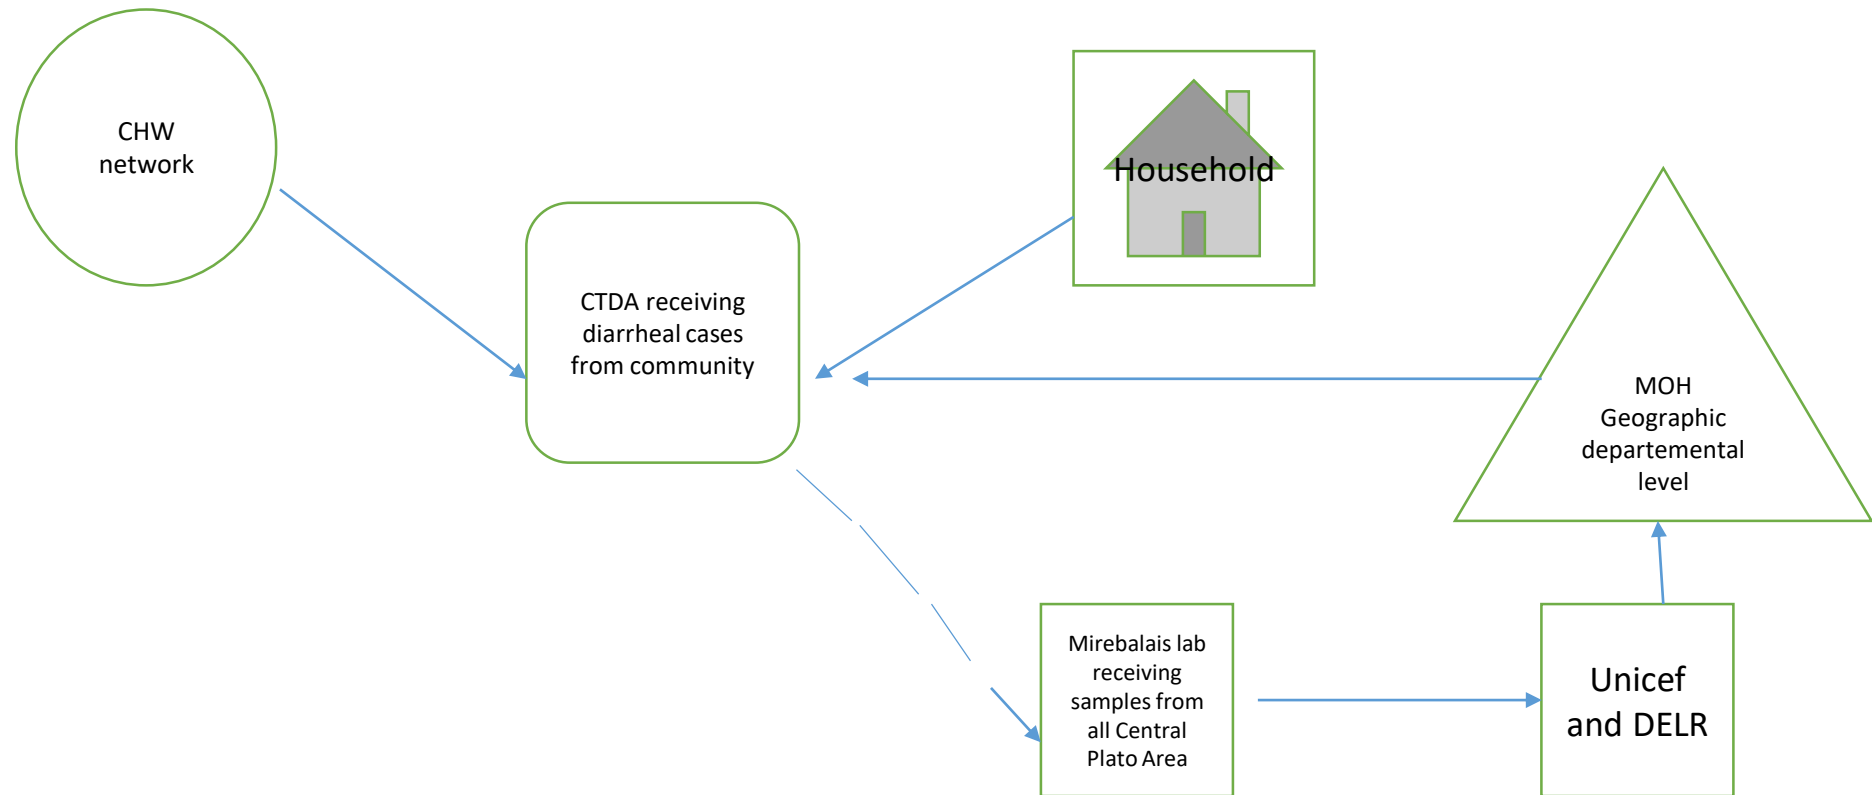 CHW
network
Household
CTDA receiving
diarrheal cases
from community
MOH
Geographic
departemental
level
Mirebalais lab
receiving
samples from
all Central
Plato Area
Unicef
and DELR